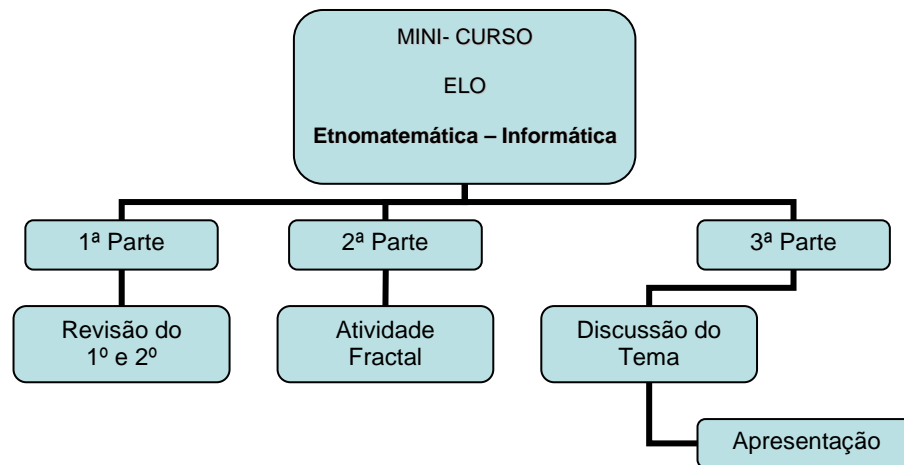 MINI- CURSO
ELO
Etnomatemática – Informática
1ª Parte
2ª Parte
3ª Parte
Revisão do
1º e 2º
Atividade
Fractal
Discussão do
Tema
Apresentação